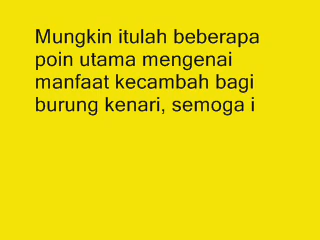 Mungkin itulah beberapa
poin utama mengenai
manfaat kecambah bagi
burung kenari, semoga i